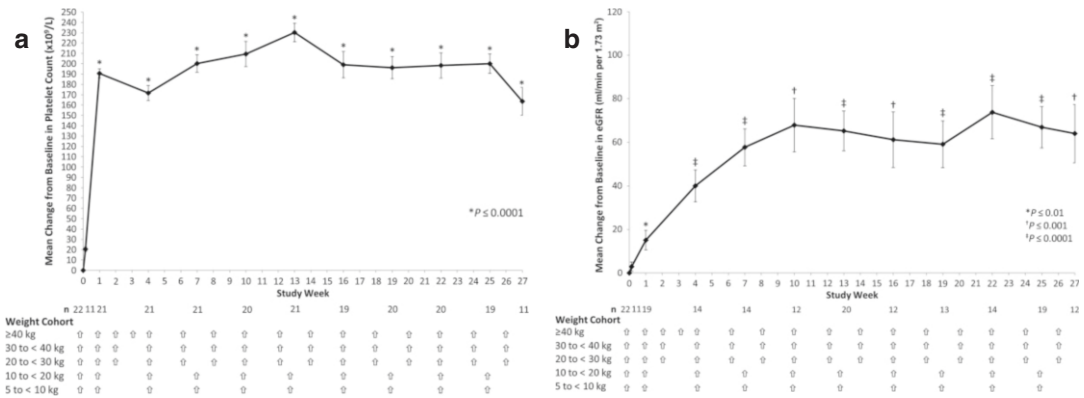 a
Mean Change from Baseline in Platelet Count (x10⁹/L)
250
240
230
220
210
200
190
180
170
160
150
140
130
120
110
100
90
80
70
60
50
40
30
20
10
0
* * * * * * * * * *
*P ≤ 0.0001
0 1 2 3 4 5 6 7 8 9 10 11 12 13 14 15 16 17 18 19 20 21 22 23 24 25 27
Study Week
n 22 11 21 21 21 20 21 19 20 20 19 11
Weight Cohort
≥40 kg
30 to < 40 kg
20 to < 30 kg
10 to < 20 kg
5 to < 10 kg
b
Mean Change from Baseline in eGFR (ml/min per 1.73 m²)
120
100
80
60
40
20
0
* ‡ ‡ † ‡ † ‡ ‡ ‡ †
*P ≤ 0.01
†P ≤ 0.001
‡P ≤ 0.0001
0 1 2 3 4 5 6 7 8 9 10 11 12 13 14 15 16 17 18 19 20 21 22 23 24 25 26 27
Study Week
n 22 11 19 14 14 12 20 12 13 14 19 12
Weight Cohort
≥40 kg
30 to < 40 kg
20 to < 30 kg
10 to < 20 kg
5 to < 10 kg